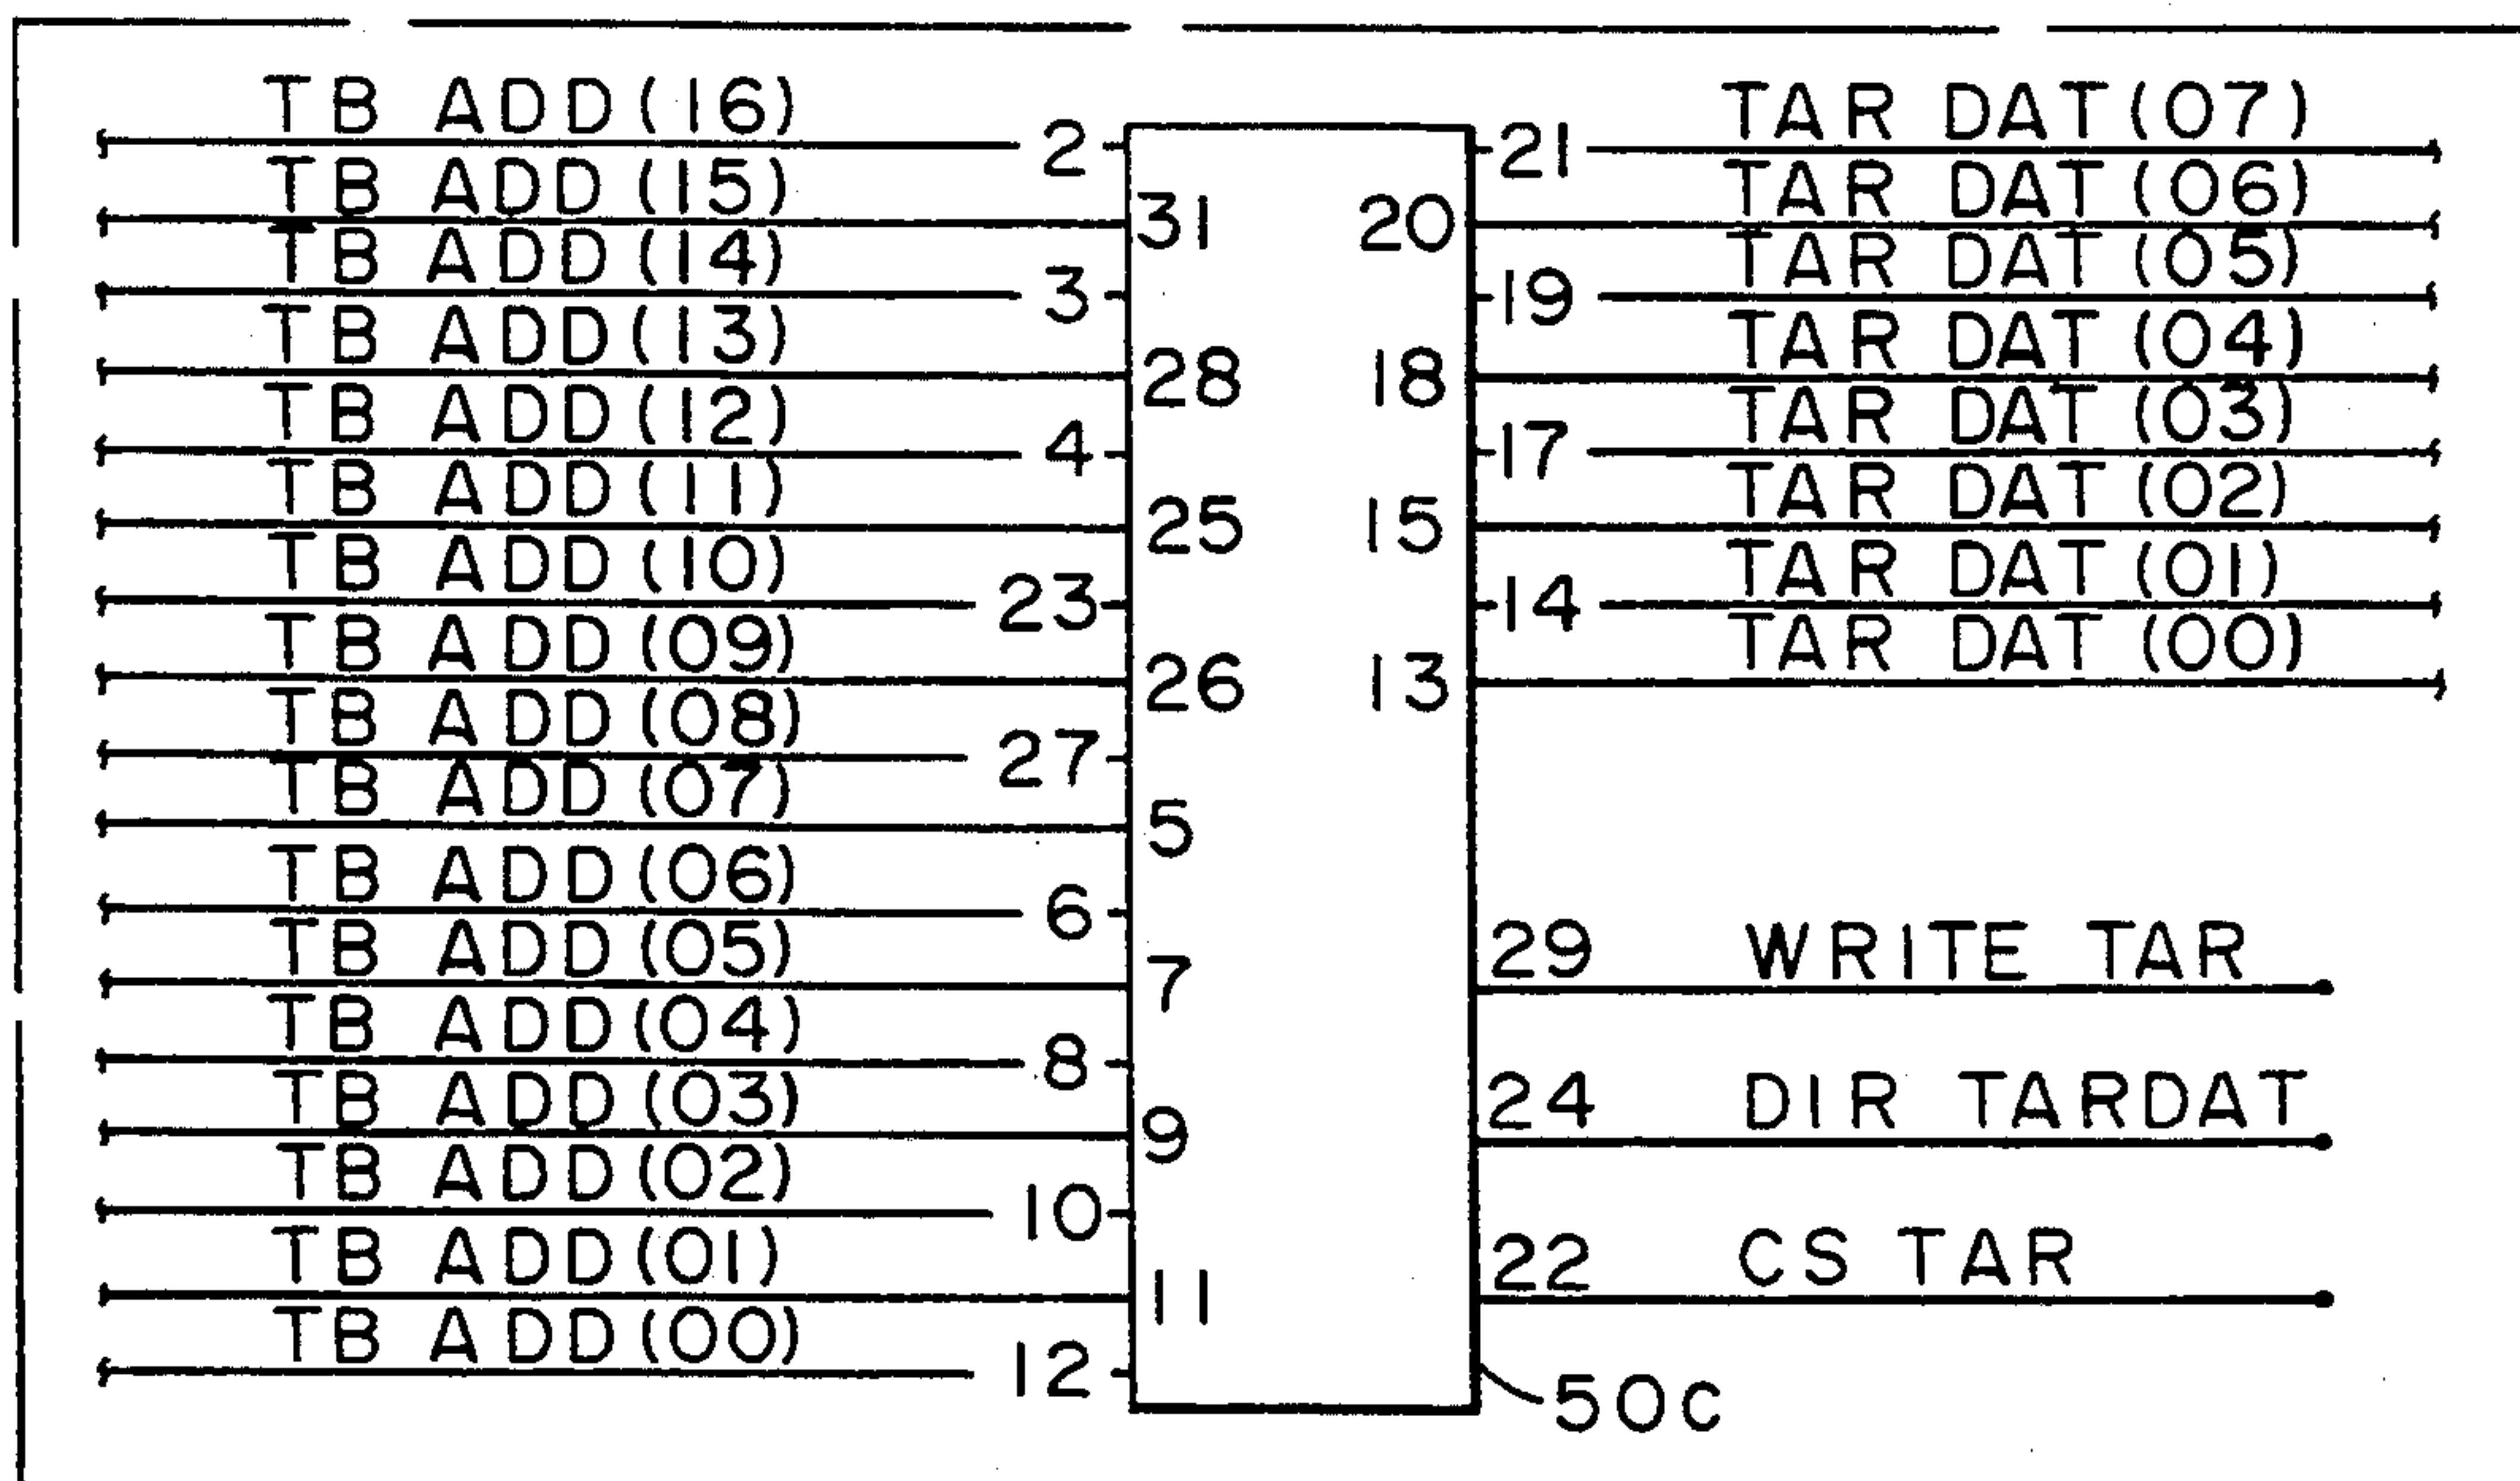 TB ADD(16) 2 21 TAR DAT(07)
TB ADD(15) 31 20 TAR DAT(06)
TB ADD(14) 3 19 TAR DAT(05)
TB ADD(13) 28 18 TAR DAT(04)
TB ADD(12) 4 17 TAR DAT(03)
TB ADD(11) 25 15 TAR DAT(02)
TB ADD(10) 23 14 TAR DAT(01)
TB ADD(09) 26 13 TAR DAT(00)
TB ADD(08) 27
TB ADD(07) 5
TB ADD(06) 6
TB ADD(05) 7 29 WRITE TAR
TB ADD(04) 8
TB ADD(03) 9 24 DIR TARDAT
TB ADD(02) 10
TB ADD(01) 11 22 CS TAR
TB ADD(00) 12
50C